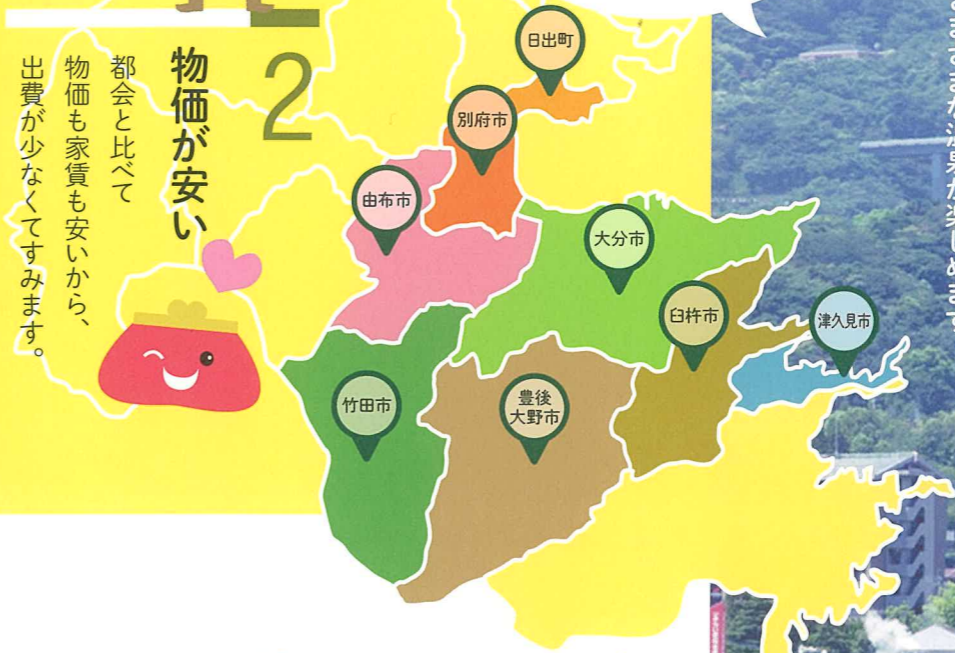 2
物価が安い
都会と比べて
物価も家賃も安いから、
出費が少なくてすみます。
日出町
別府市
由布市
大分市
臼杵市
津久見市
竹田市
豊後
大野市